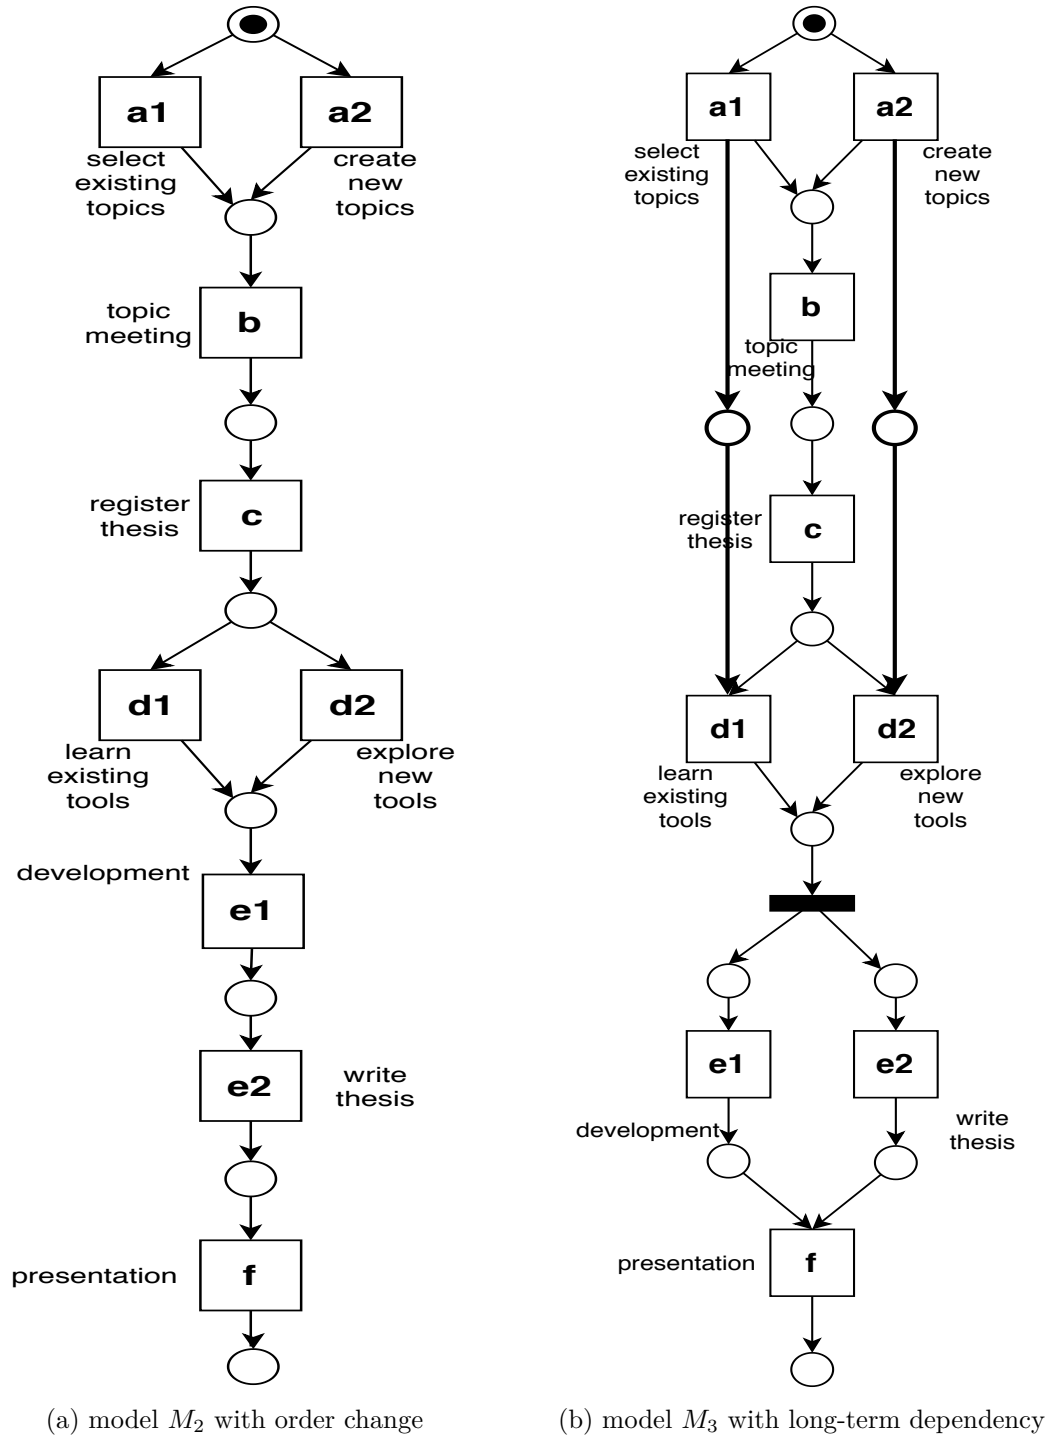 a1
a2
select
existing
topics
create
new
topics
topic
meeting
b
register
thesis
c
d1
d2
learn
existing
tools
explore
new
tools
development
e1
e2
write
thesis
presentation
f
(a) model M₂ with order change
a1
a2
select
existing
topics
create
new
topics
b
topic
meeting
register
thesis
c
d1
d2
learn
existing
tools
explore
new
tools
e1
e2
development
write
thesis
presentation
f
(b) model M₃ with long-term dependency